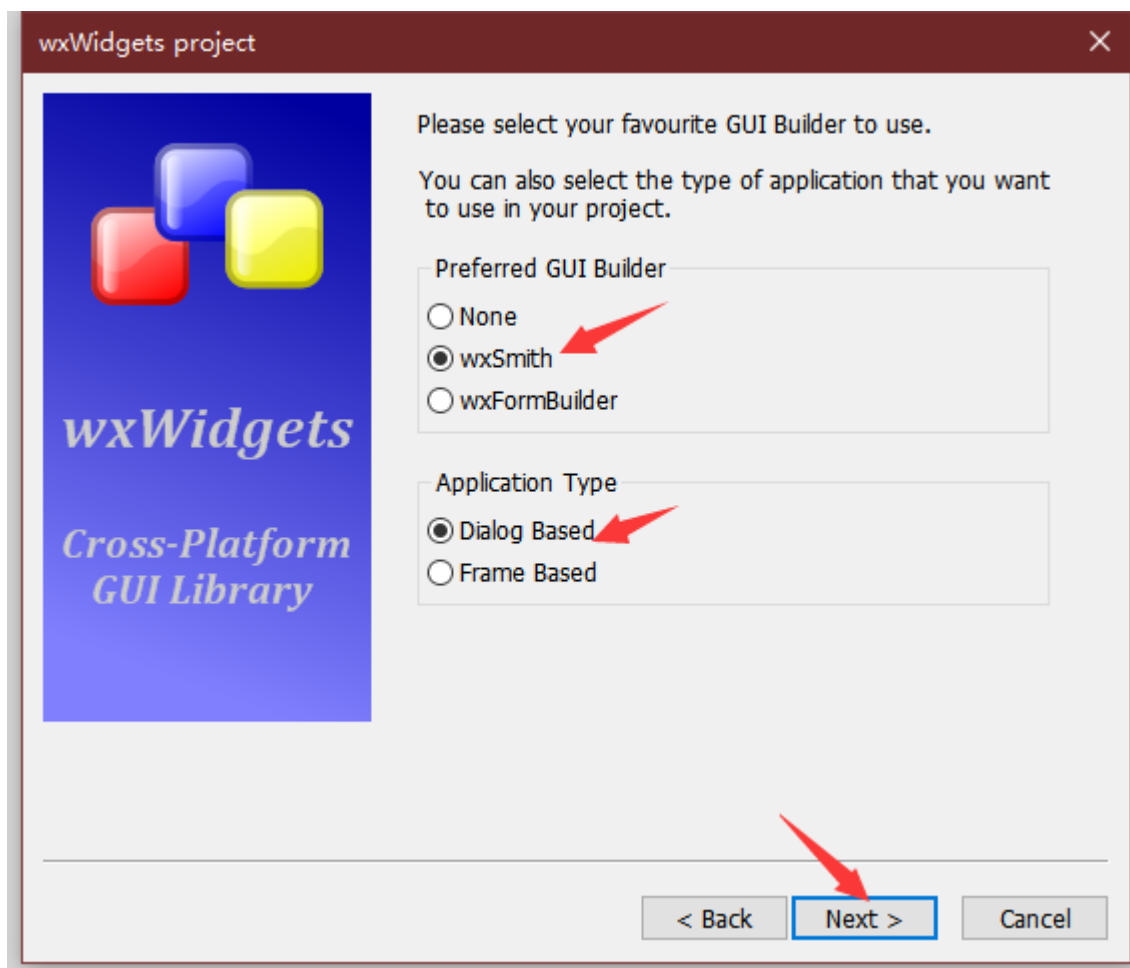 wxWidgets project
Please select your favourite GUI Builder to use.
You can also select the type of application that you want
to use in your project.
Preferred GUI Builder
None
wxSmith
wxFormBuilder
Application Type
Dialog Based
Frame Based
wxWidgets
Cross-Platform
GUI Library
< Back
Next >
Cancel